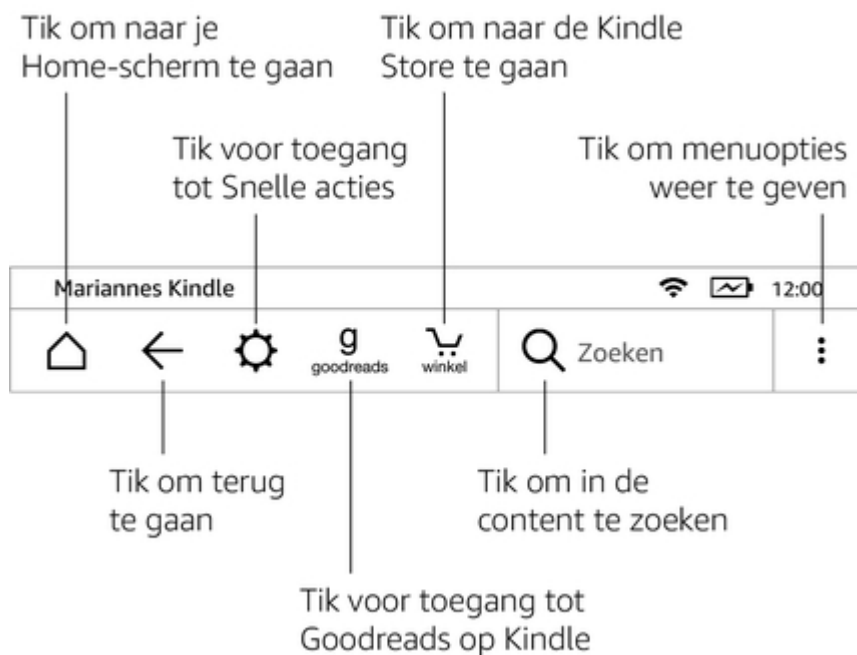 Tik om naar je
Home-scherm te gaan
Tik om naar de Kindle
Store te gaan
Tik voor toegang
tot Snelle acties
Tik om menuopties
weer te geven
Mariannes Kindle
12:00
g
goodreads
winkel
Zoeken
Tik om terug
te gaan
Tik om in de
content te zoeken
Tik voor toegang tot
Goodreads op Kindle